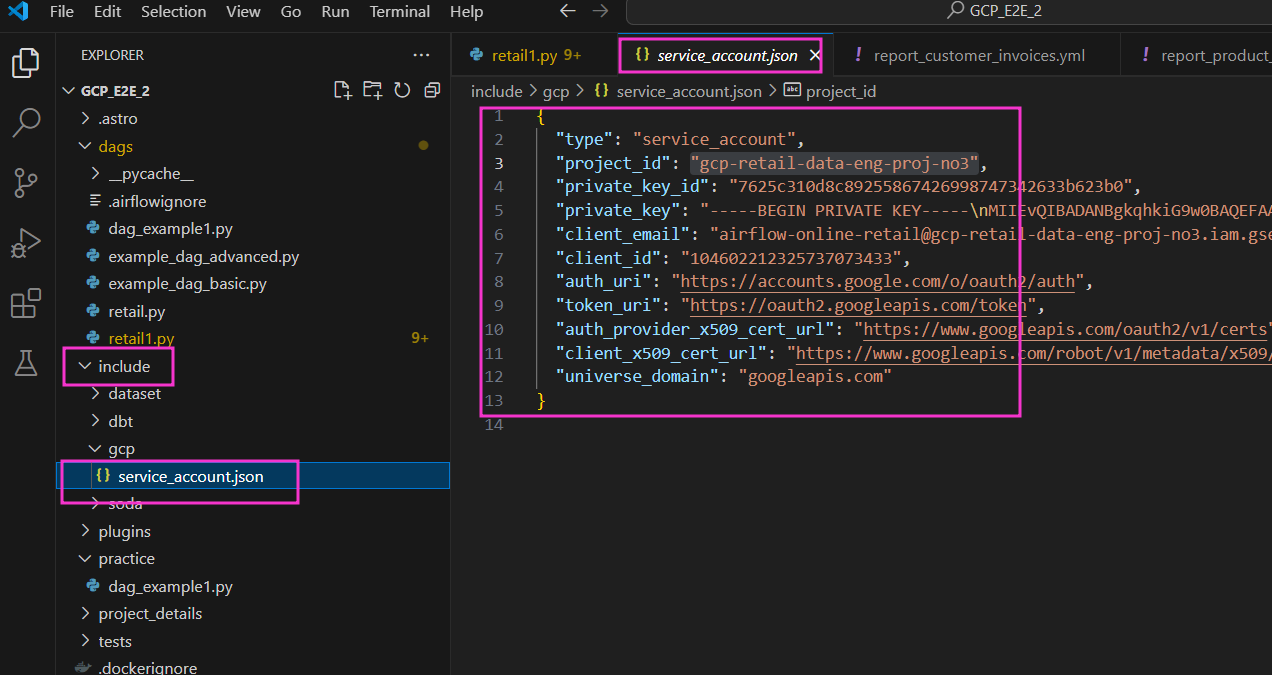 File Edit Selection View Go Run Terminal Help
GCP_E2E_2
EXPLORER
GCP_E2E_2
.astro
dags
__pycache__
.airflowignore
dag_example1.py
example_dag_advanced.py
example_dag_basic.py
retail.py
retail1.py 9+
include
dataset
dbt
gcp
{} service_account.json
soda
plugins
practice
dag_example1.py
project_details
tests
.dockerignore
retail1.py 9+ {} service_account.json ! report_customer_invoices.yml ! report_product_
include > gcp > {} service_account.json > abc project_id
1 {
2 "type": "service_account",
3 "project_id": "gcp-retail-data-eng-proj-no3",
4 "private_key_id": "7625c310d8c89255867426998747342633b623b0",
5 "private_key": "-----BEGIN PRIVATE KEY-----\nMIIEvQIBADANBgkqhkiG9w0BAQEFAA
6 "client_email": "airflow-online-retail@gcp-retail-data-eng-proj-no3.iam.gse
7 "client_id": "104602212325737073433",
8 "auth_uri": "https://accounts.google.com/o/oauth2/auth",
9 "token_uri": "https://oauth2.googleapis.com/token",
10 "auth_provider_x509_cert_url": "https://www.googleapis.com/oauth2/v1/certs"
11 "client_x509_cert_url": "https://www.googleapis.com/robot/v1/metadata/x509/
12 "universe_domain": "googleapis.com"
13 }
14